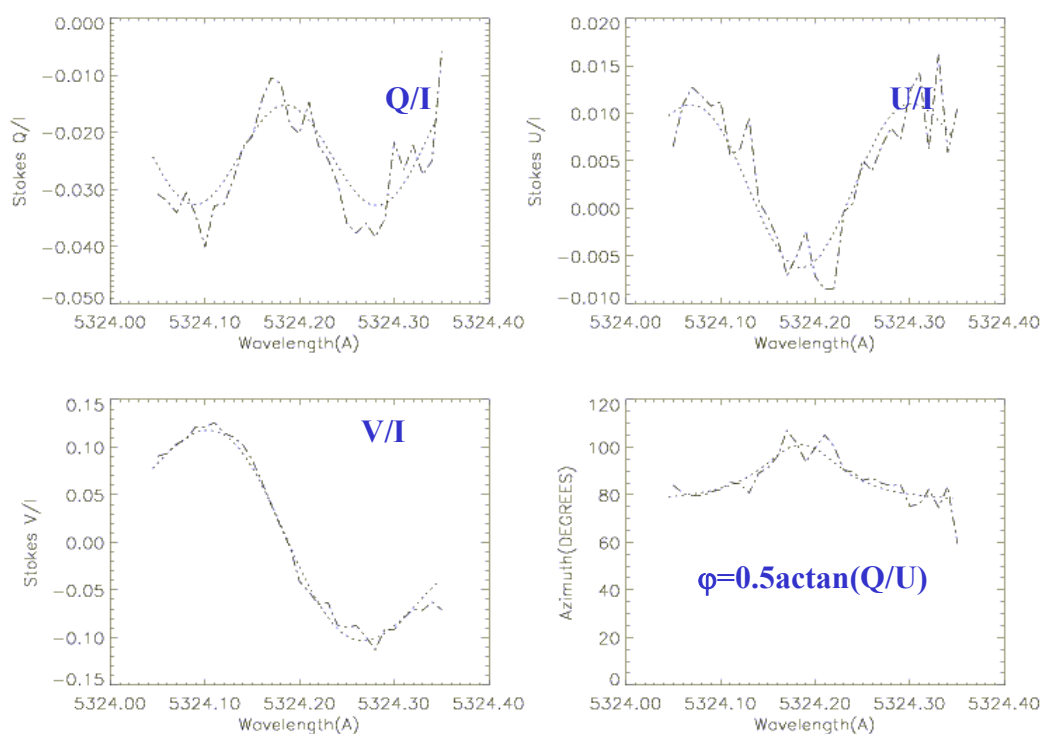 0.000
-0.010
-0.020
-0.030
-0.040
-0.050
Stokes Q/I
Q/I
5324.00 5324.10 5324.20 5324.30 5324.40
Wavelength(A)
0.020
0.015
0.010
0.005
0.000
-0.005
-0.010
Stokes U/I
U/I
5324.00 5324.10 5324.20 5324.30 5324.40
Wavelength(A)
0.15
0.10
0.05
0.00
-0.05
-0.10
-0.15
Stokes V/I
V/I
5324.00 5324.10 5324.20 5324.30 5324.40
Wavelength(A)
120
100
80
60
40
20
0
Azimuth(DEGREES)
φ=0.5actan(Q/U)
5324.00 5324.10 5324.20 5324.30 5324.40
Wavelength(A)